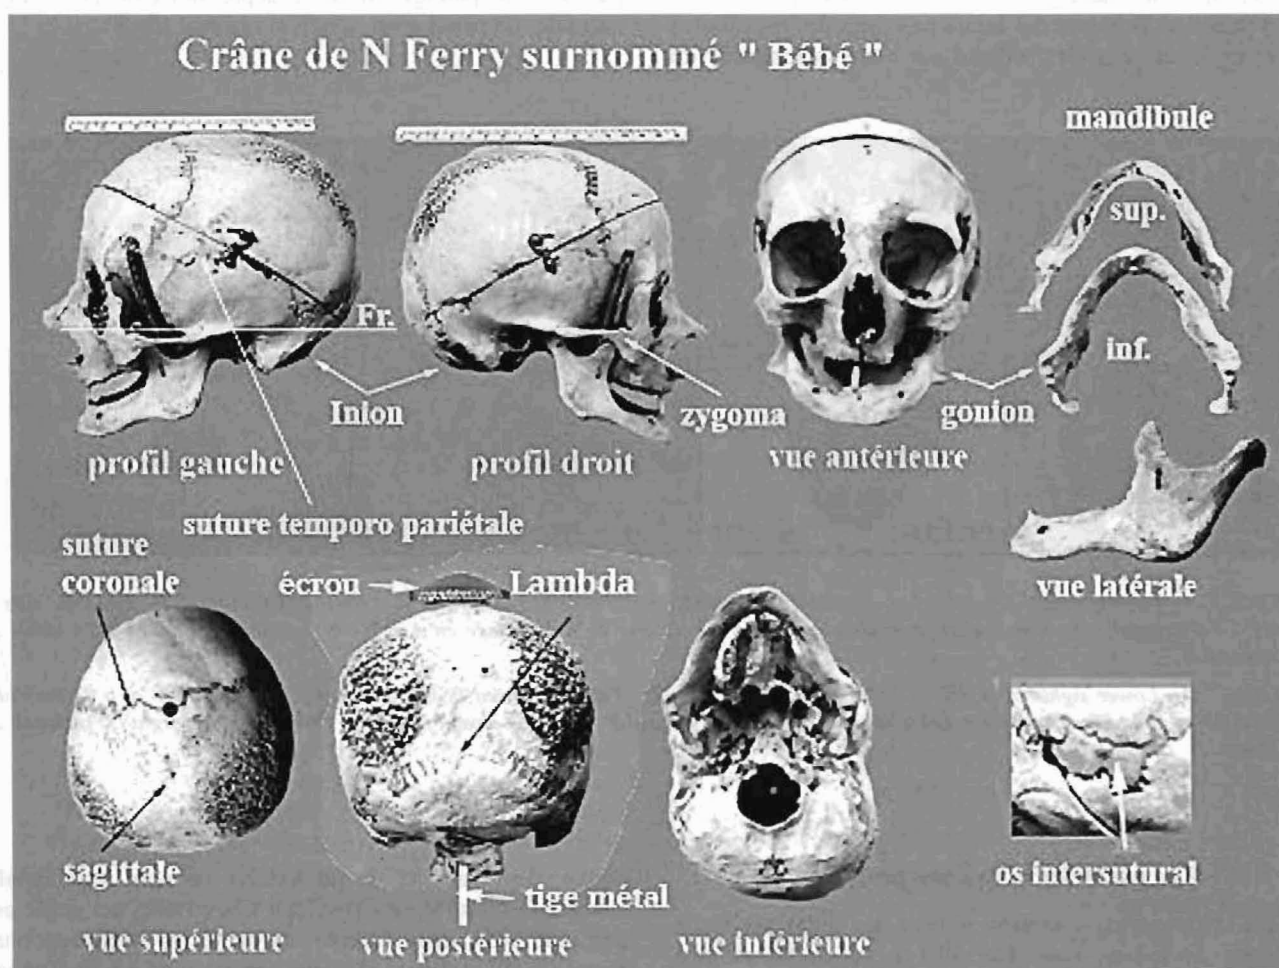 Crâne de N Ferry surnommé " Bébé "
mandibule
sup.
Fr.
inf.
Inion
zygoma
gonion
profil gauche
profil droit
vue antérieure
suture temporo pariétale
suture
coronale
écrou
Lambda
vue latérale
sagittale
tige métal
os intersutural
vue supérieure
vue postérieure
vue inférieure